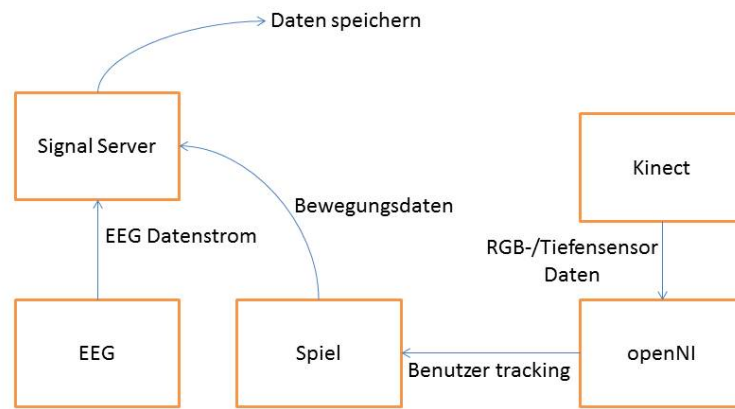 Daten speichern
Signal Server
Kinect
Bewegungsdaten
EEG Datenstrom
RGB-/Tiefensensor
Daten
EEG
Spiel
openNI
Benutzer tracking